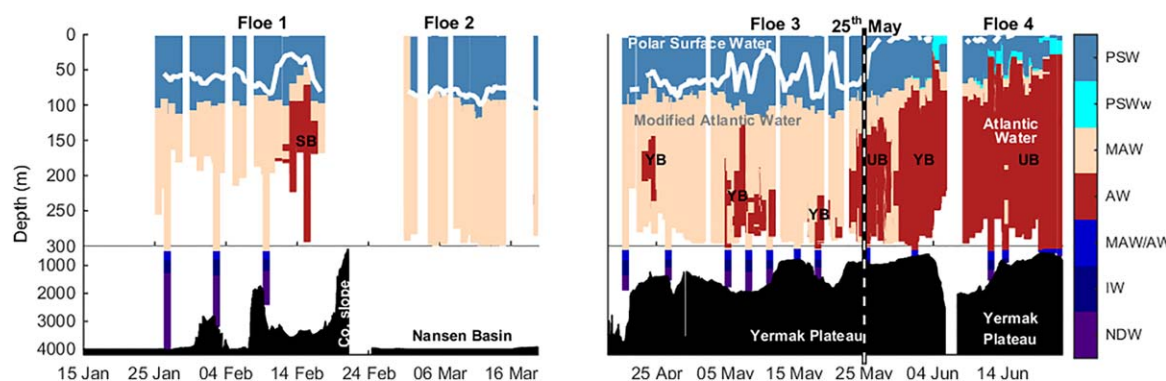 Floe 1
Floe 2
Floe 3
25th May
Floe 4
0
50
100
150
200
250
300
1000
2000
3000
4000
Depth (m)
Polar Surface Water
Modified Atlantic Water
Atlantic
Water
SB
YB
YB
YB
UB
YB
UB
Co. slope
Nansen Basin
Yermak Plateau
Yermak
Plateau
15 Jan
25 Jan
04 Feb
14 Feb
24 Feb
06 Mar
16 Mar
25 Apr
05 May
15 May
25 May
04 Jun
14 Jun
PSW
PSWw
MAW
AW
MAW/AW
IW
NDW